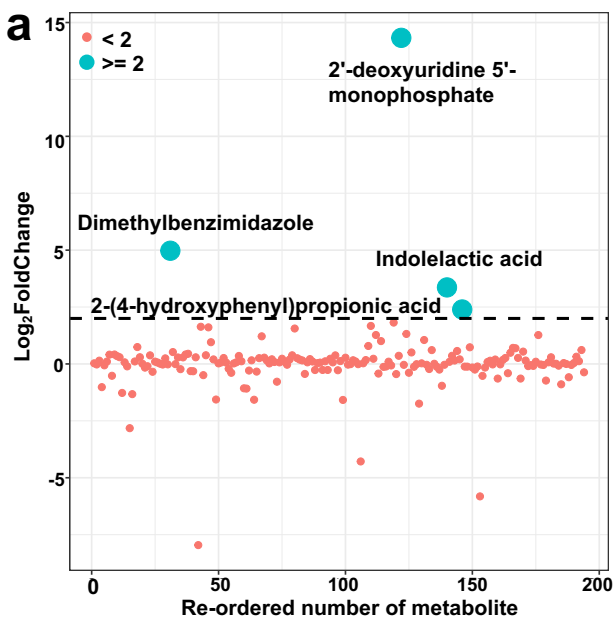 a
< 2
>= 2
2'-deoxyuridine 5'-
monophosphate
Dimethylbenzimidazole
Indolelactic acid
2-(4-hydroxyphenyl)propionic acid
Log₂FoldChange
15
10
5
0
-5
0 50 100 150 200
Re-ordered number of metabolite